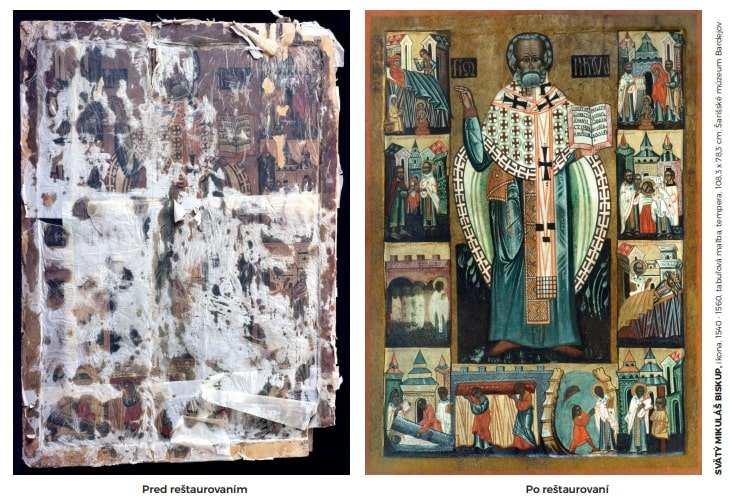 Pred reštaurovaním
Po reštaurovaní
SVÄTÝ MIKULÁŠ BISKUP, ikona, 1540 - 1560, tabuľová maľba, tempera, 108,3 x 78,3 cm, Šarišské múzeum Bardejov